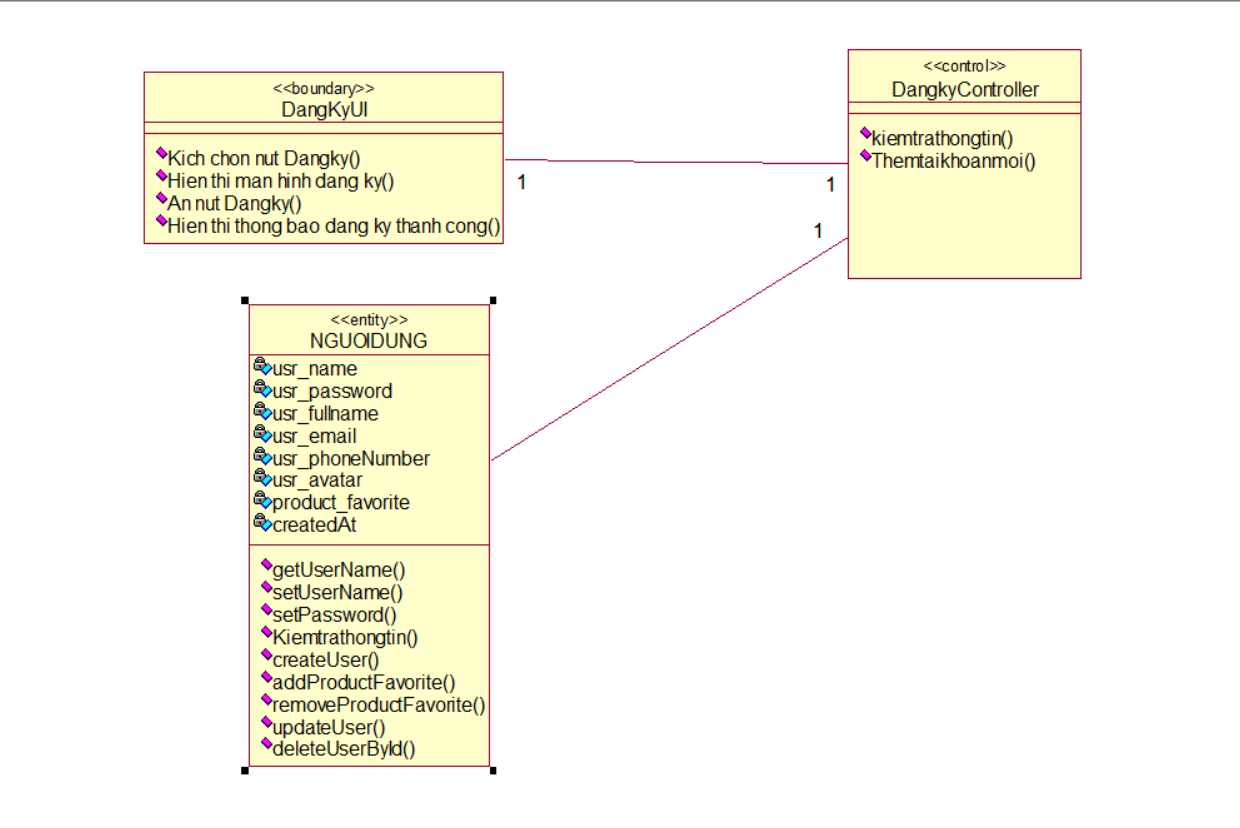 <<boundary>>
DangKyUI
Kich chon nut Dangky()
Hien thi man hinh dang ky()
An nut Dangky()
Hien thi thong bao dang ky thanh cong()
1
1
1
<<control>>
DangkyController
kiemtrathongtin()
Themtaikhoanmoi()
<<entity>>
NGUOIDUNG
usr_name
usr_password
usr_fullname
usr_email
usr_phoneNumber
usr_avatar
product_favorite
createdAt
getUserName()
setUserName()
setPassword()
Kiemtrathongtin()
createUser()
addProductFavorite()
removeProductFavorite()
updateUser()
deleteUserById()